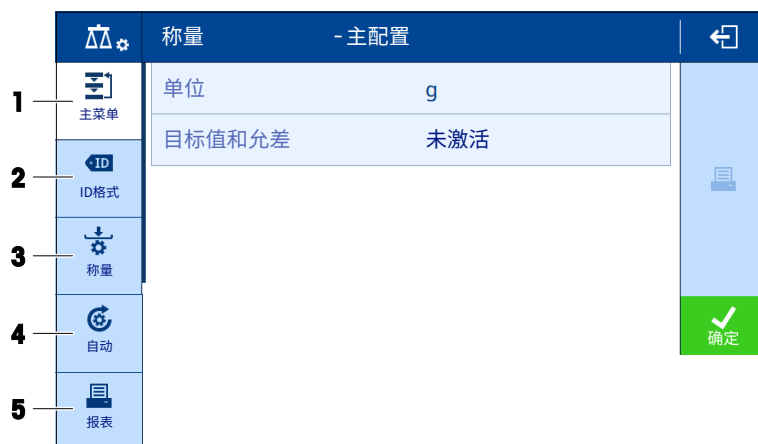 称量 - 主配置
1 主菜单
单位 g
目标值和允差 未激活
2 ID ID格式
3 称量
4 自动
确定
5 报表